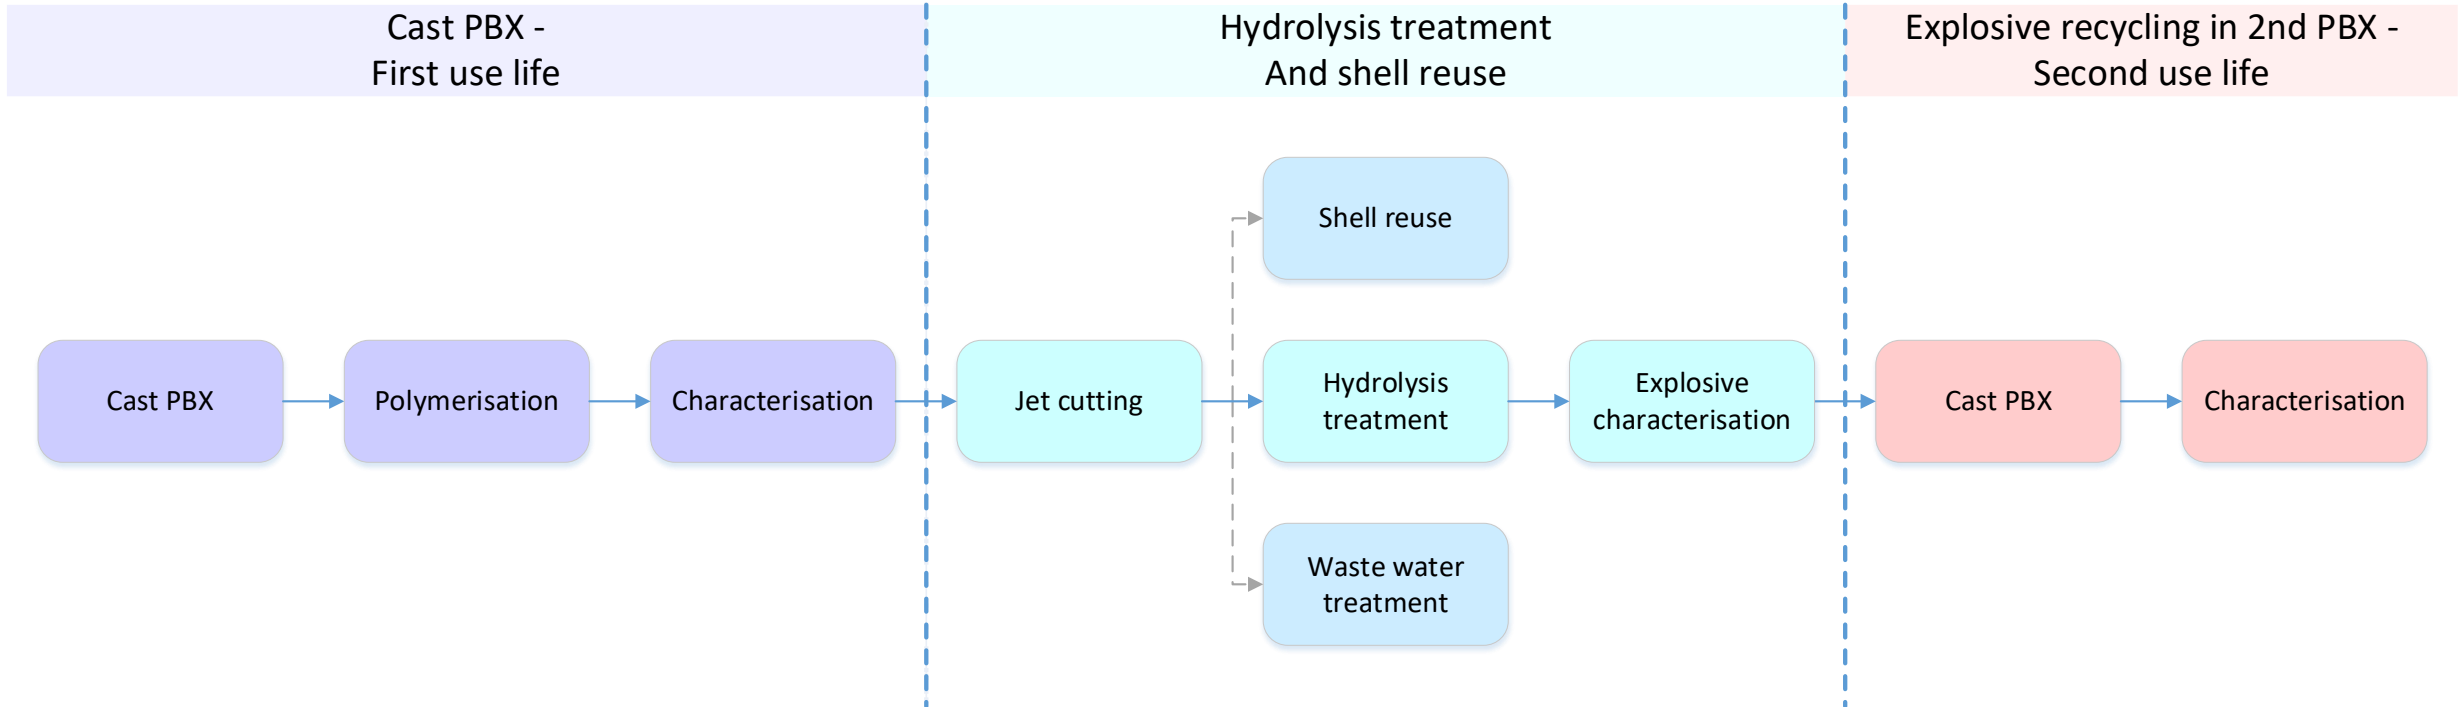 Cast PBX -
First use life
Hydrolysis treatment
And shell reuse
Explosive recycling in 2nd PBX -
Second use life
Shell reuse
Cast PBX
Polymerisation
Characterisation
Jet cutting
Hydrolysis
treatment
Explosive
characterisation
Cast PBX
Characterisation
Waste water
treatment